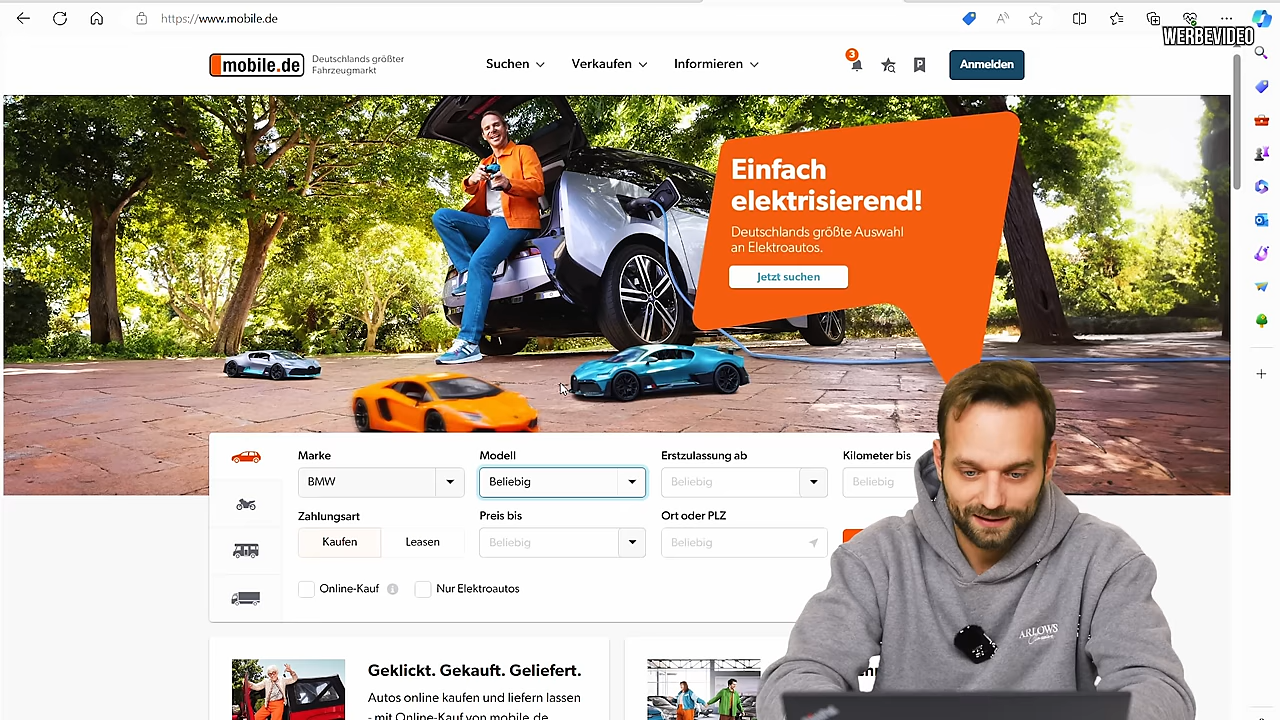 https://www.mobile.de
WERBEVIDEO
mobile.de
Deutschlands größter
Fahrzeugmarkt
Suchen
Verkaufen
Informieren
3
Anmelden
Einfach
elektrisierend!
Deutschlands größte Auswahl
an Elektroautos.
Jetzt suchen
Marke
Modell
Erstzulassung ab
Kilometer bis
BMW
Beliebig
Beliebig
Beliebig
Zahlungsart
Preis bis
Ort oder PLZ
Kaufen
Leasen
Beliebig
Beliebig
Online-Kauf
Nur Elektroautos
ARLOWS
Geklickt. Gekauft. Geliefert.
Autos online kaufen und liefern lassen
- mit Online-Kauf von mobile.de